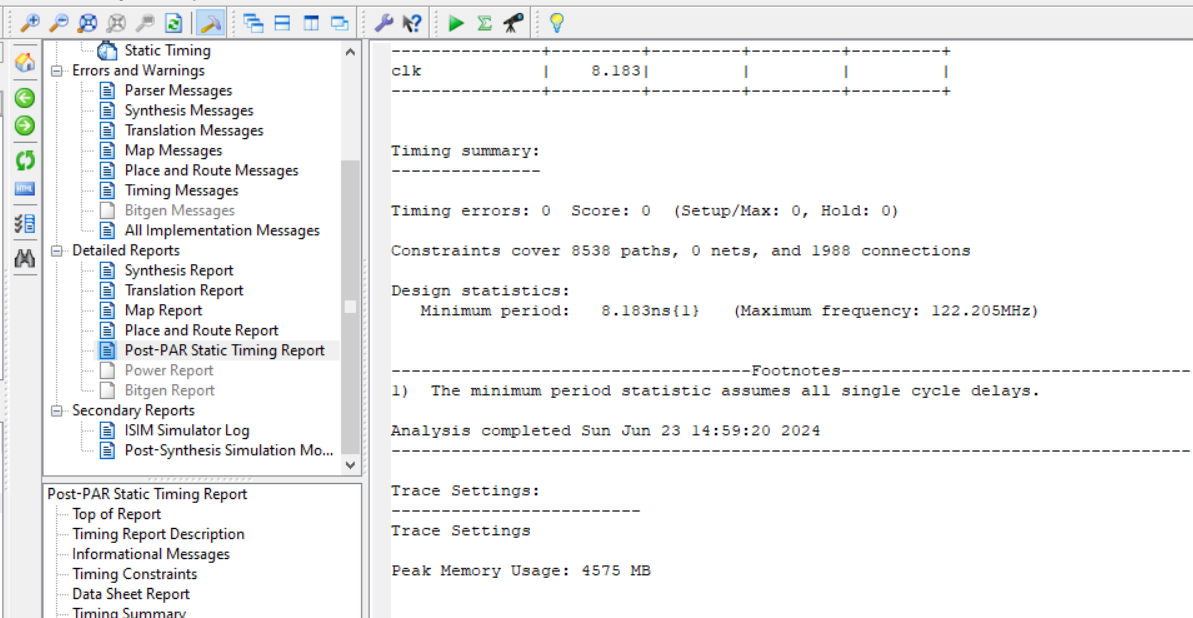 Static Timing
Errors and Warnings
Parser Messages
Synthesis Messages
Translation Messages
Map Messages
Place and Route Messages
Timing Messages
Bitgen Messages
All Implementation Messages
Detailed Reports
Synthesis Report
Translation Report
Map Report
Place and Route Report
Post-PAR Static Timing Report
Power Report
Bitgen Report
Secondary Reports
ISIM Simulator Log
Post-Synthesis Simulation Mo...
Post-PAR Static Timing Report
Top of Report
Timing Report Description
Informational Messages
Timing Constraints
Data Sheet Report
Timing Summary
---------------+---------+---------+---------+---------+
clk            |    8.183|         |         |         |
---------------+---------+---------+---------+---------+
Timing summary:
---------------
Timing errors: 0  Score: 0  (Setup/Max: 0, Hold: 0)
Constraints cover 8538 paths, 0 nets, and 1988 connections
Design statistics:
   Minimum period:   8.183ns{1}   (Maximum frequency: 122.205MHz)
------------------------------------Footnotes-----------------------------------
1)  The minimum period statistic assumes all single cycle delays.
Analysis completed Sun Jun 23 14:59:20 2024
--------------------------------------------------------------------------------
Trace Settings:
-------------------------
Trace Settings
Peak Memory Usage: 4575 MB